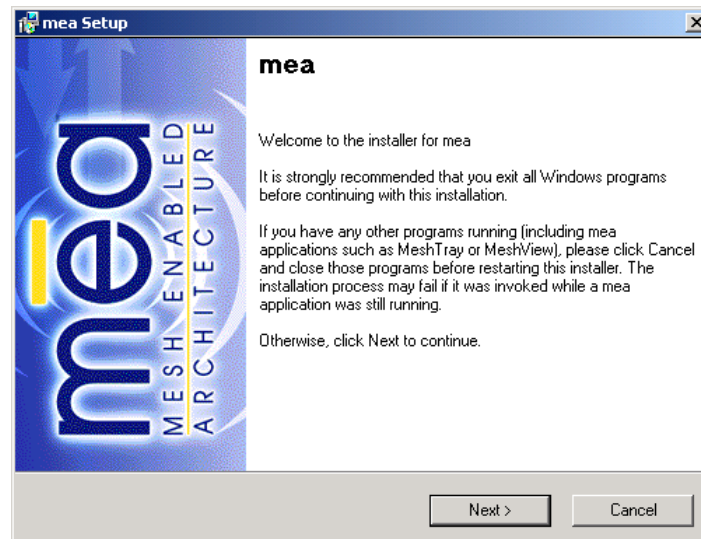 mea Setup
mea
mea
MESH ENABLED
ARCHITECTURE
Welcome to the installer for mea
It is strongly recommended that you exit all Windows programs
before continuing with this installation.
If you have any other programs running (including mea
applications such as MeshTray or MeshView), please click Cancel
and close those programs before restarting this installer. The
installation process may fail if it was invoked while a mea
application was still running.
Otherwise, click Next to continue.
Next >
Cancel